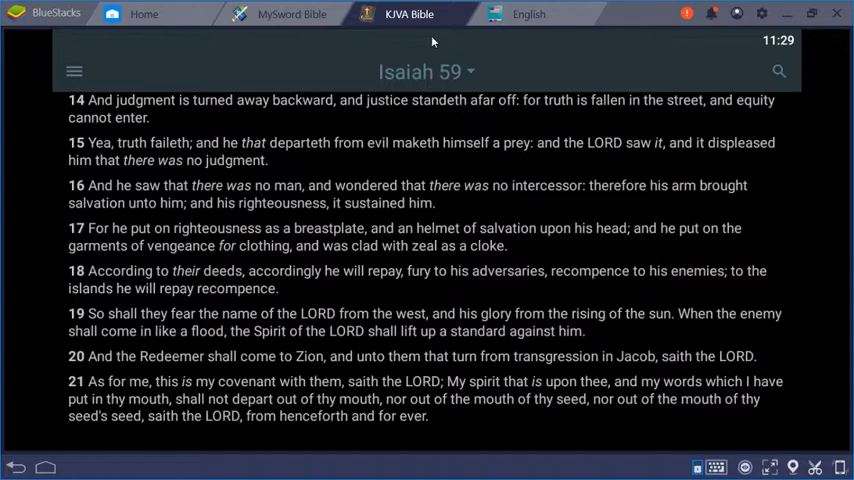 BlueStacks Home MySword Bible KJVA Bible English
11:29
Isaiah 59
14 And judgment is turned away backward, and justice standeth afar off: for truth is fallen in the street, and equity
cannot enter.
15 Yea, truth faileth; and he that departeth from evil maketh himself a prey: and the LORD saw it, and it displeased
him that there was no judgment.
16 And he saw that there was no man, and wondered that there was no intercessor: therefore his arm brought
salvation unto him; and his righteousness, it sustained him.
17 For he put on righteousness as a breastplate, and an helmet of salvation upon his head; and he put on the
garments of vengeance for clothing, and was clad with zeal as a cloke.
18 According to their deeds, accordingly he will repay, fury to his adversaries, recompence to his enemies; to the
islands he will repay recompence.
19 So shall they fear the name of the LORD from the west, and his glory from the rising of the sun. When the enemy
shall come in like a flood, the Spirit of the LORD shall lift up a standard against him.
20 And the Redeemer shall come to Zion, and unto them that turn from transgression in Jacob, saith the LORD.
21 As for me, this is my covenant with them, saith the LORD; My spirit that is upon thee, and my words which I have
put in thy mouth, shall not depart out of thy mouth, nor out of the mouth of thy seed, nor out of the mouth of thy
seed's seed, saith the LORD, from henceforth and for ever.